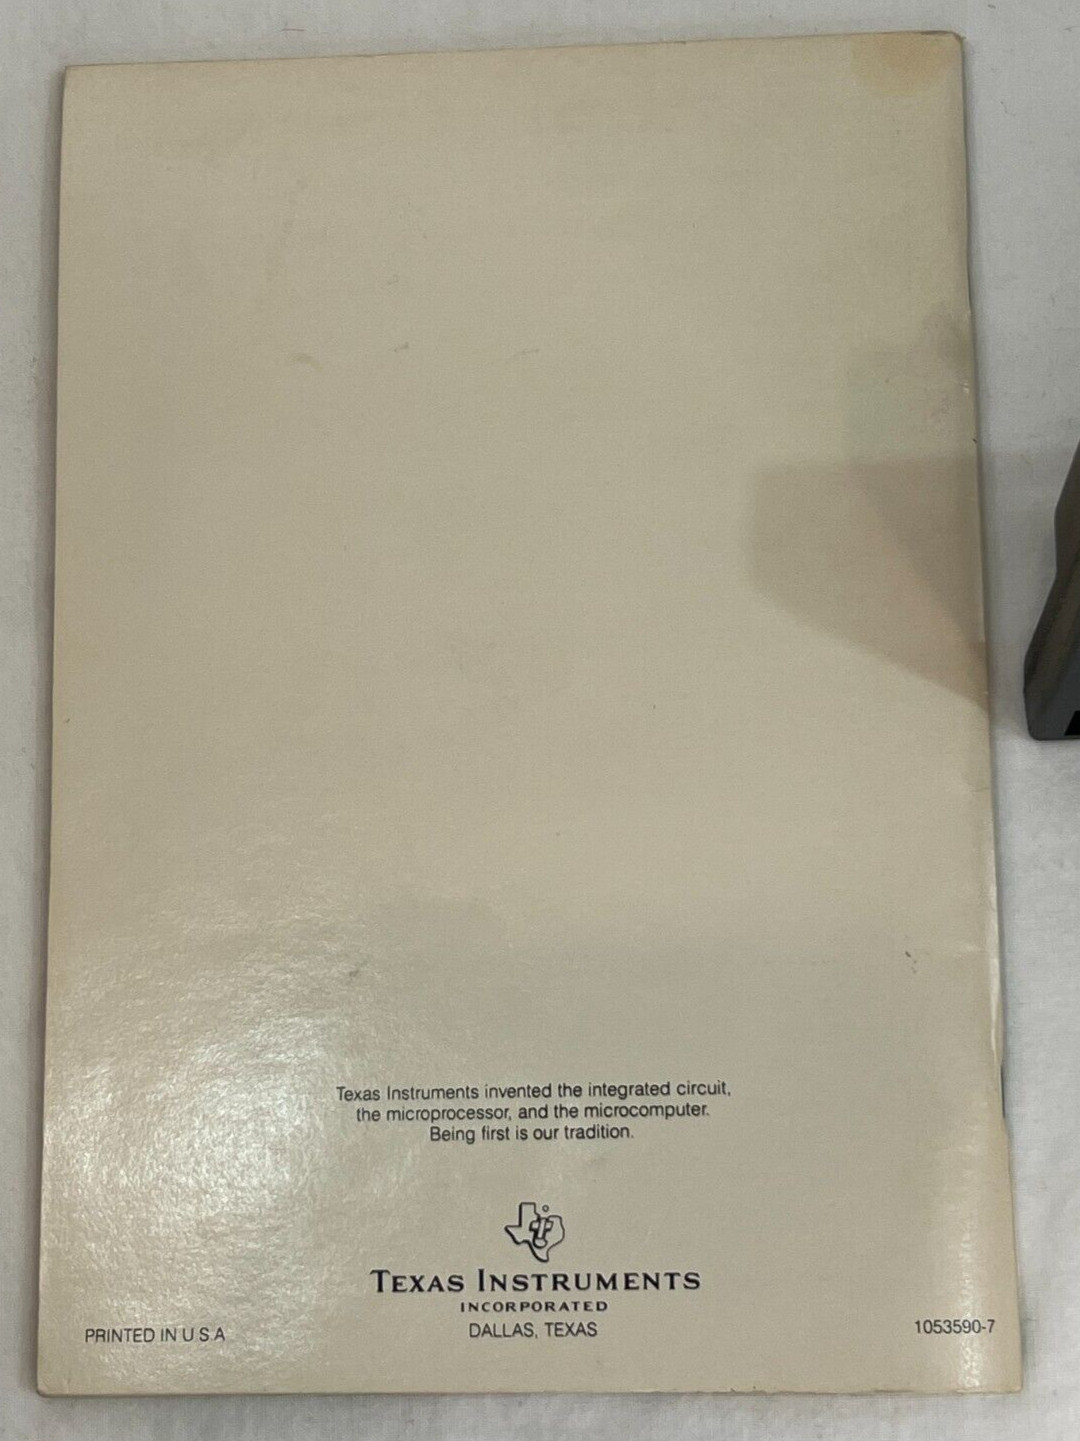 Texas Instruments invented the integrated circuit,
the microprocessor, and the microcomputer.
Being first is our tradition.
TEXAS INSTRUMENTS
INCORPORATED
DALLAS, TEXAS
PRINTED IN U S A
1053590-7